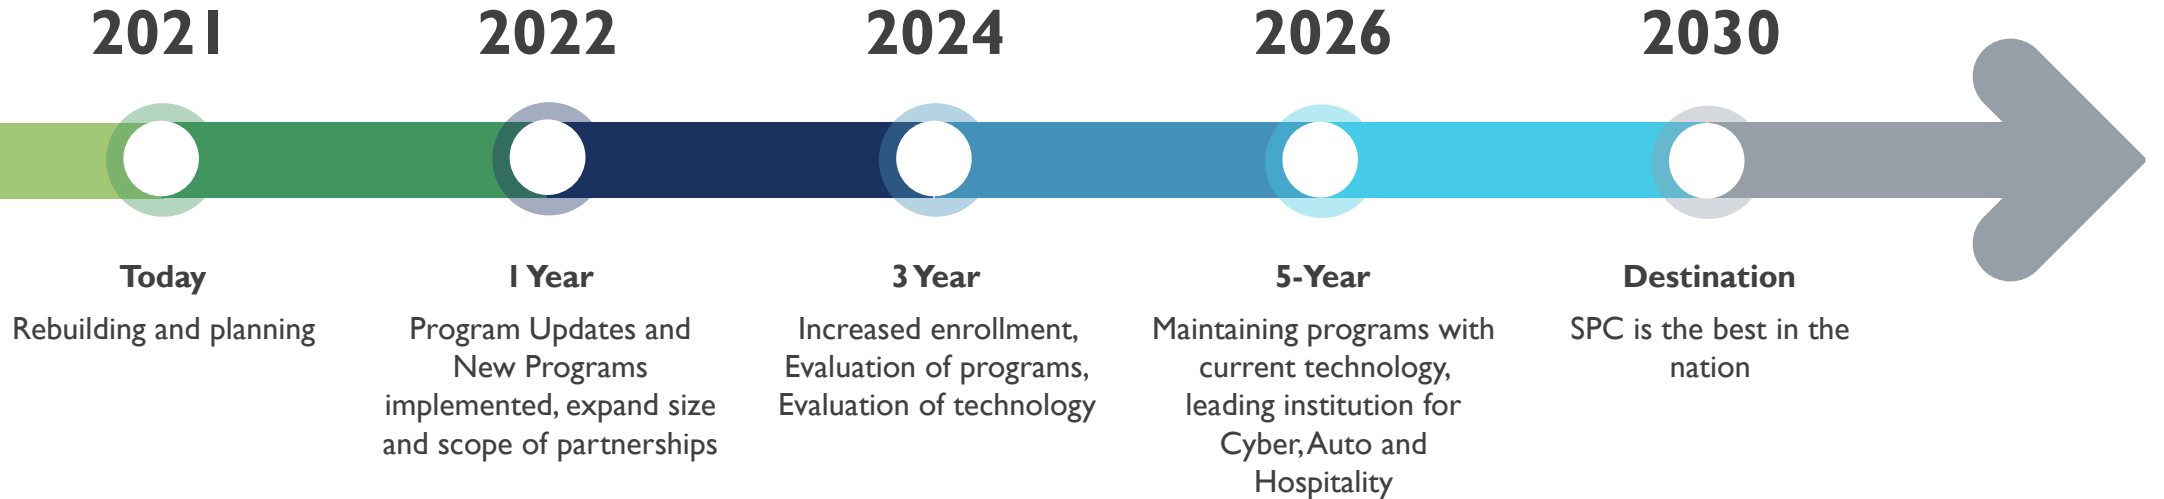 2021
2022
2024
2026
2030
Today
Rebuilding and planning
1 Year
Program Updates and
New Programs
implemented, expand size
and scope of partnerships
3 Year
Increased enrollment,
Evaluation of programs,
Evaluation of technology
5-Year
Maintaining programs with
current technology,
leading institution for
Cyber, Auto and
Hospitality
Destination
SPC is the best in the
nation